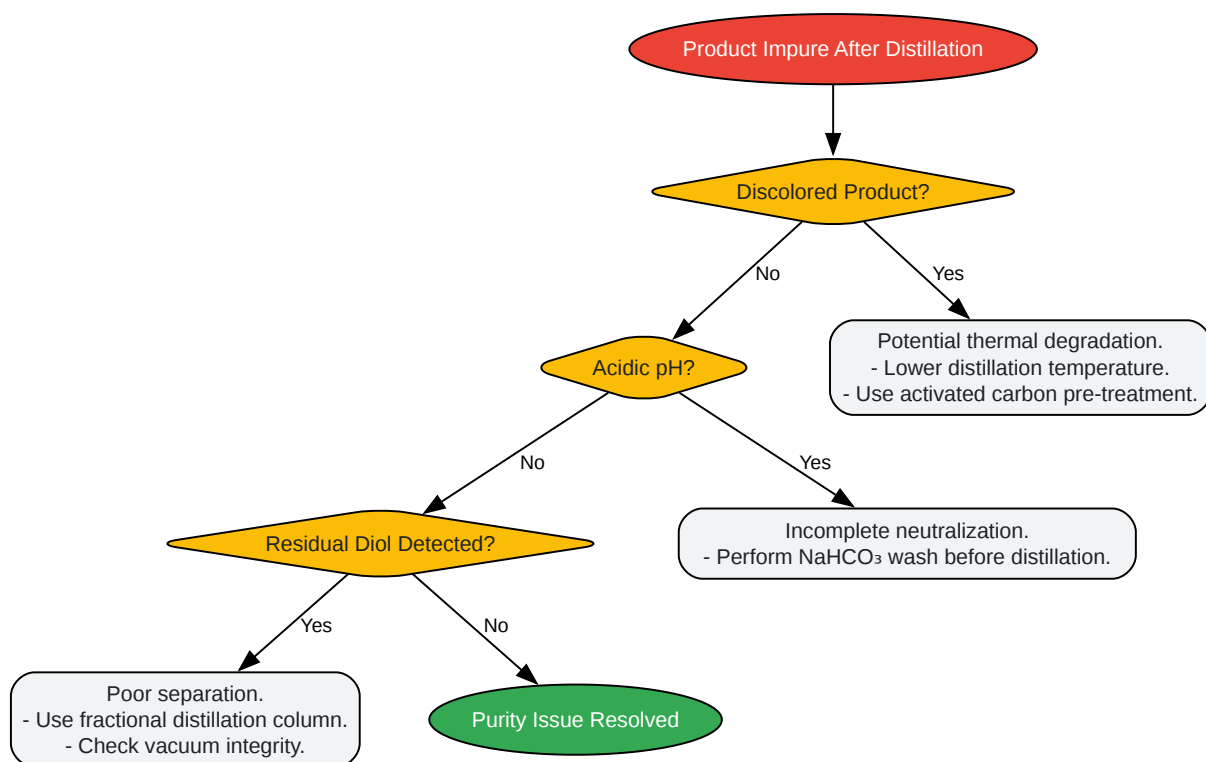 Product Impure After Distillation
Discolored Product?
No
Yes
Potential thermal degradation.
- Lower distillation temperature.
- Use activated carbon pre-treatment.
Acidic pH?
No
Yes
Incomplete neutralization.
- Perform NaHCO₃ wash before distillation.
Residual Diol Detected?
Yes
No
Poor separation.
- Use fractional distillation column.
- Check vacuum integrity.
Purity Issue Resolved